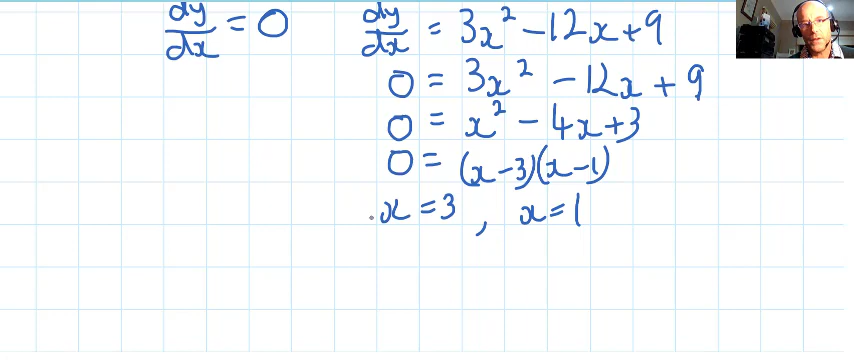 dy/dx = 0
dy/dx = 3x² - 12x + 9
0 = 3x² - 12x + 9
0 = x² - 4x + 3
0 = (x - 3)(x - 1)
x = 3 , x = 1